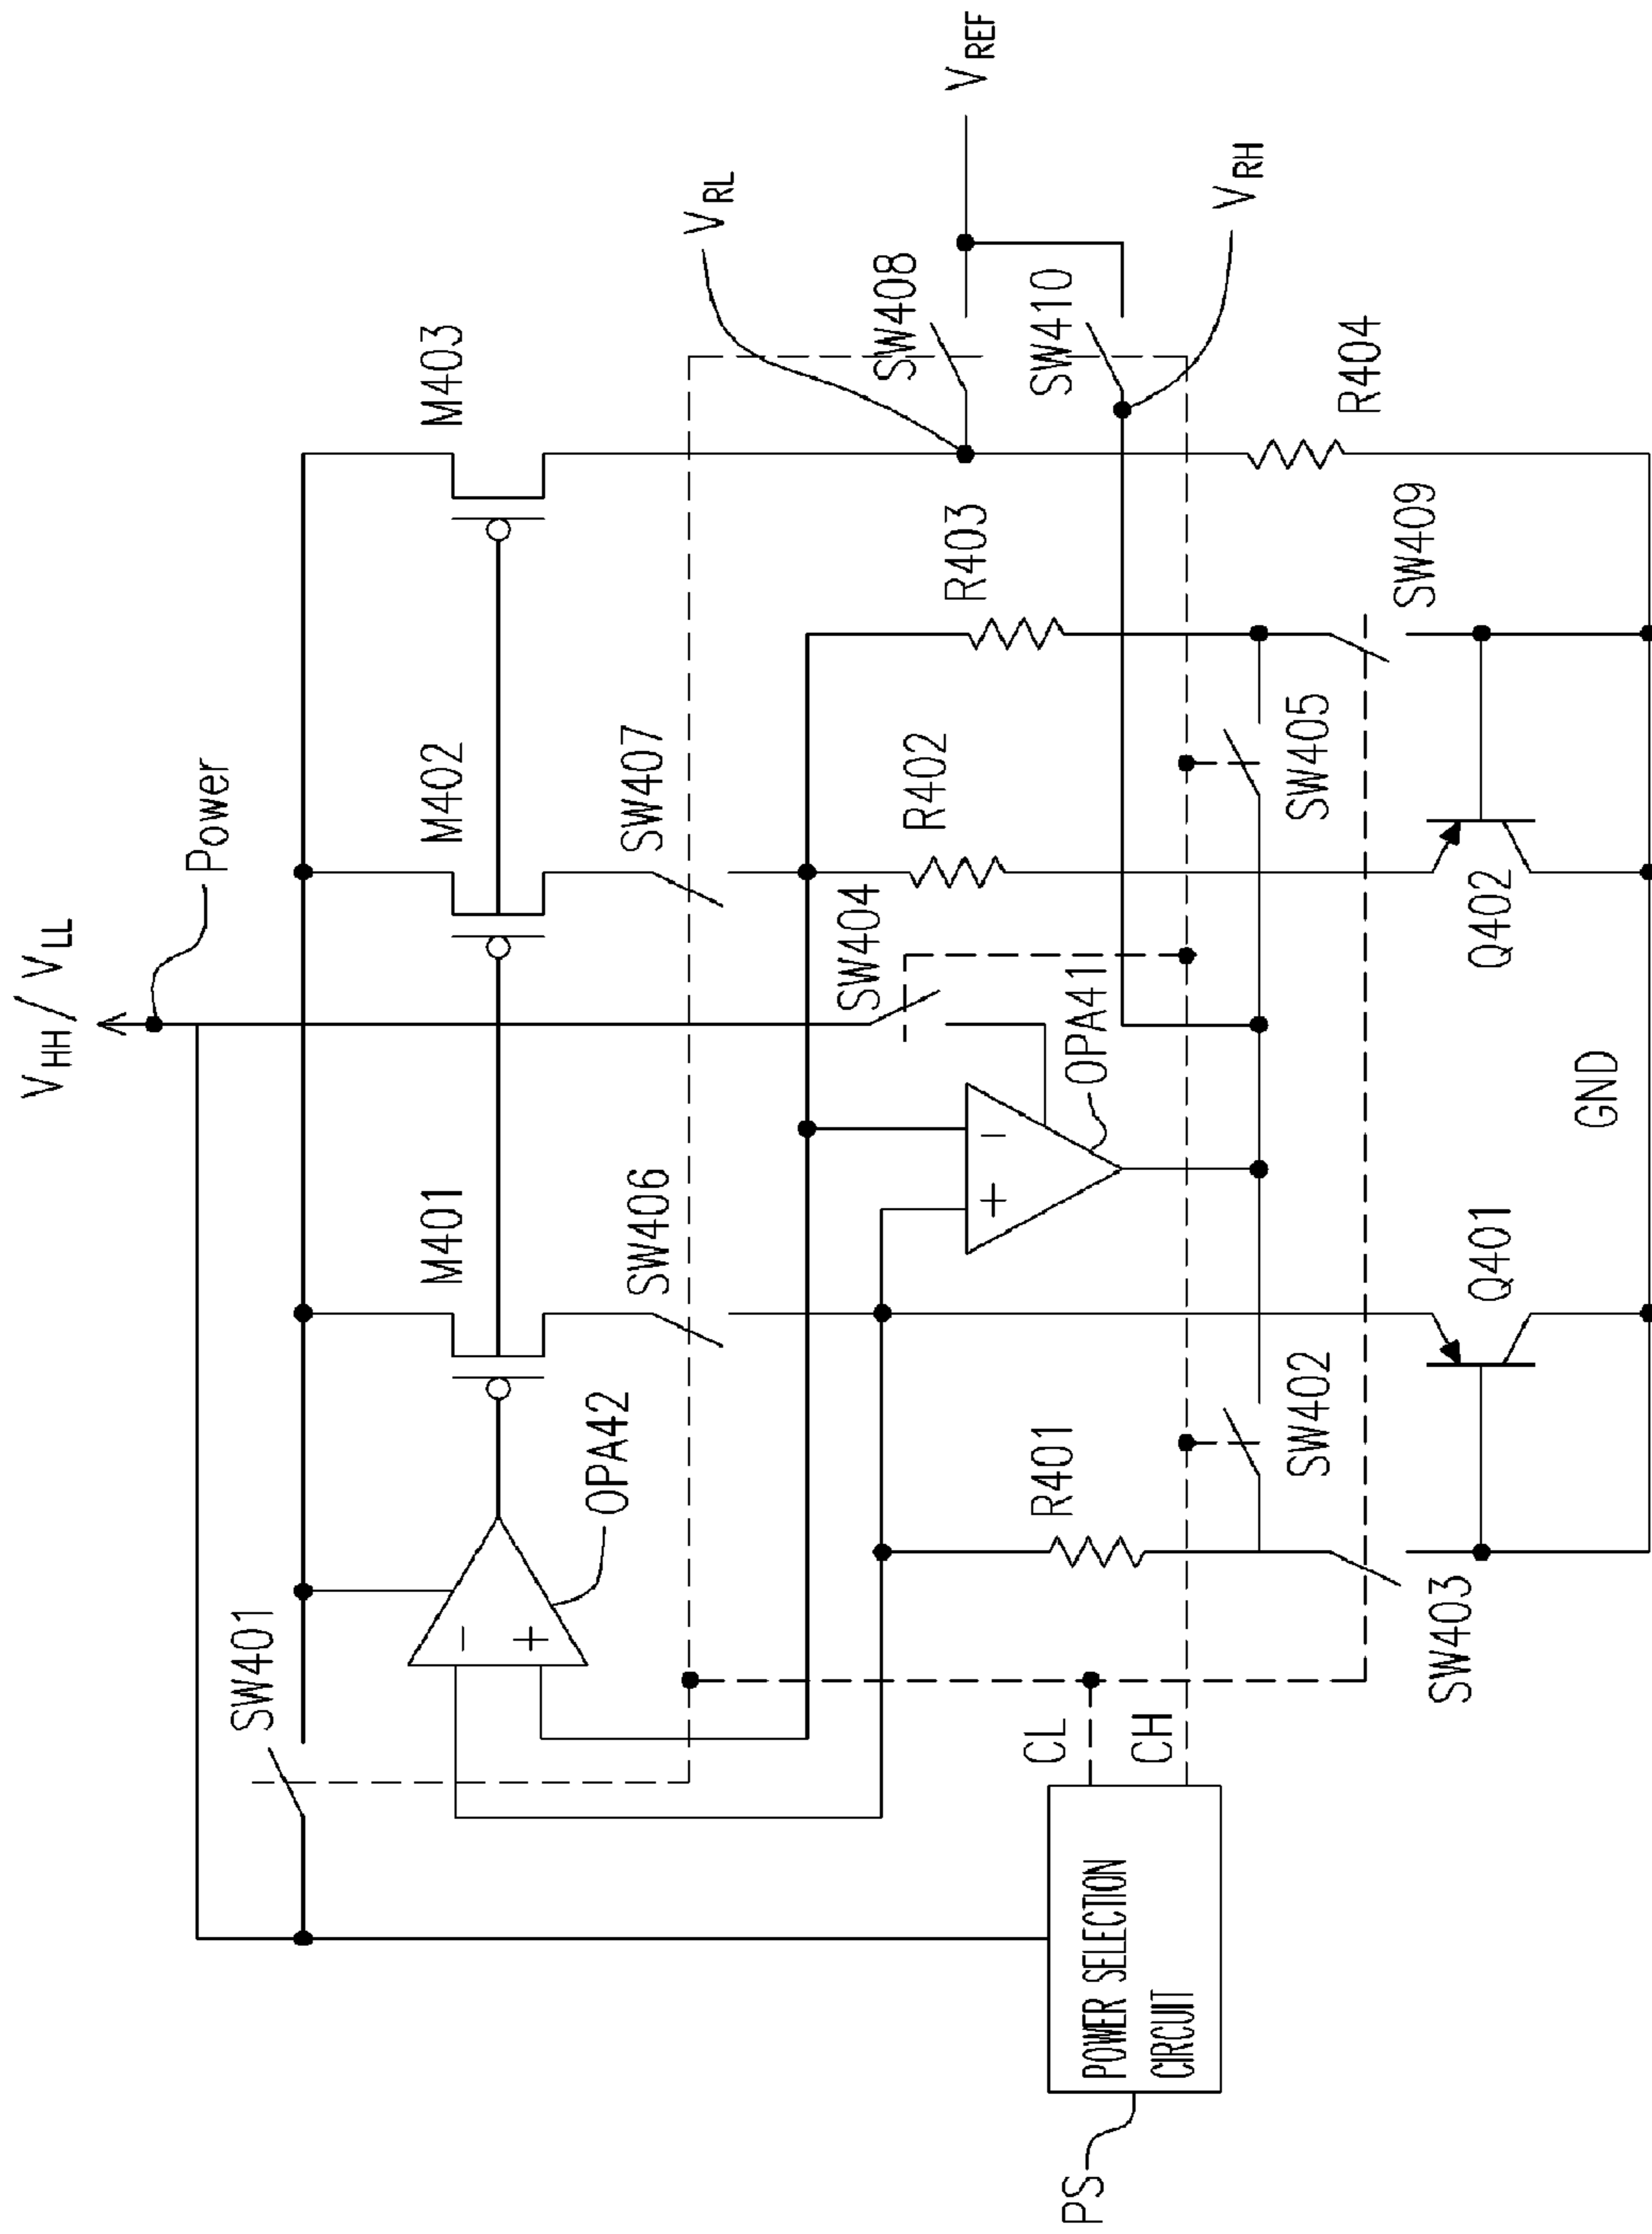 V_HH / V_LL
Power
SW401
M401
M402
M403
OPA42
−
+
SW406
SW407
V_RL
SW404
SW408
V_REF
R401
R402
R403
OPA41
+
−
SW410
V_RH
CL
CH
POWER SELECTION
CIRCUIT
PS
SW402
SW405
R404
SW403
SW409
Q401
Q402
GND